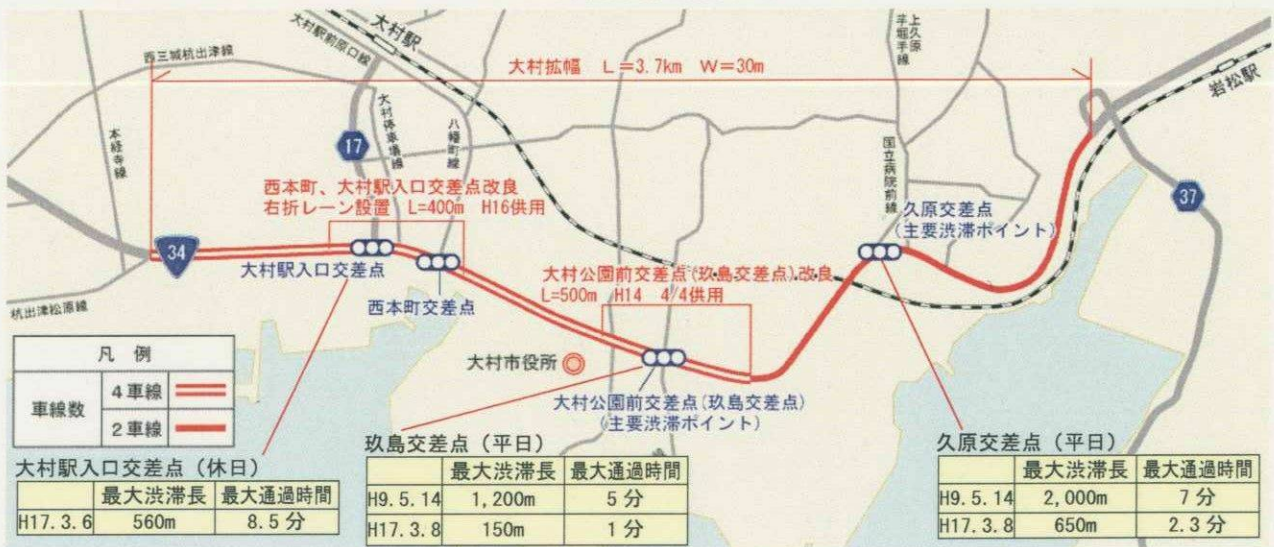 大村駅
大村駅前原口線
西三城杭出津線
大村拡幅 L=3.7km W=30m
上久原
平堀手線
岩松駅
本経寺線
17
大村停車場線
八幡町線
国立病院前線
37
西本町、大村駅入口交差点改良
右折レーン設置 L=400m H16供用
久原交差点
(主要渋滞ポイント)
34
大村駅入口交差点
西本町交差点
大村公園前交差点(玖島交差点)改良
L=500m H14 4/4供用
杭出津松原線
大村市役所
大村公園前交差点(玖島交差点)
(主要渋滞ポイント)
凡 例
車線数
4車線
2車線
大村駅入口交差点 (休日)
最大渋滞長 最大通過時間
H17.3.6 560m 8.5分
玖島交差点 (平日)
最大渋滞長 最大通過時間
H9.5.14 1,200m 5分
H17.3.8 150m 1分
久原交差点 (平日)
最大渋滞長 最大通過時間
H9.5.14 2,000m 7分
H17.3.8 650m 2.3分